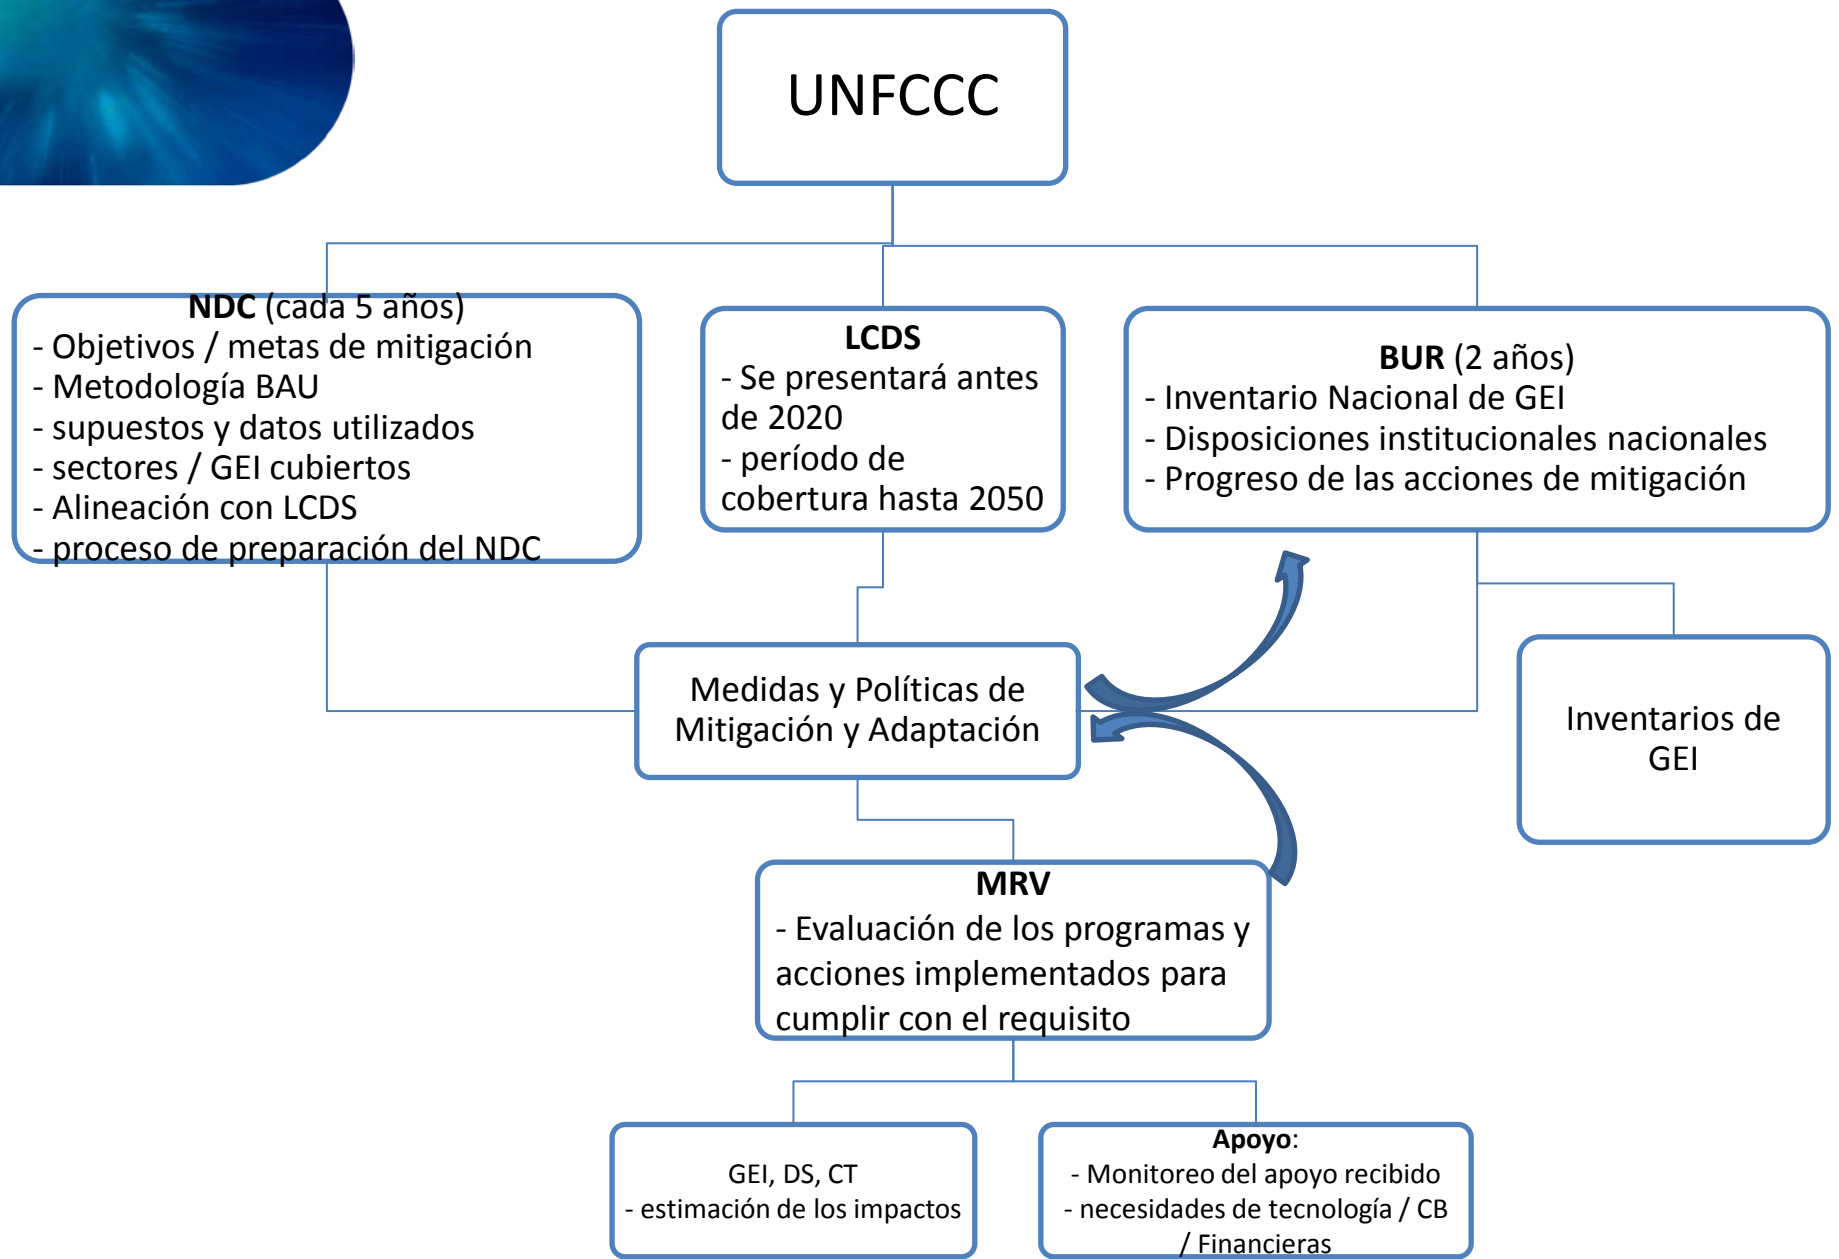 UNFCCC
NDC (cada 5 años)
- Objetivos / metas de mitigación
- Metodología BAU
- supuestos y datos utilizados
- sectores / GEI cubiertos
- Alineación con LCDS
- proceso de preparación del NDC
LCDS
- Se presentará antes
de 2020
- período de
cobertura hasta 2050
BUR (2 años)
- Inventario Nacional de GEI
- Disposiciones institucionales nacionales
- Progreso de las acciones de mitigación
Medidas y Políticas de
Mitigación y Adaptación
Inventarios de
GEI
MRV
- Evaluación de los programas y
acciones implementados para
cumplir con el requisito
GEI, DS, CT
- estimación de los impactos
Apoyo:
- Monitoreo del apoyo recibido
- necesidades de tecnología / CB
/ Financieras